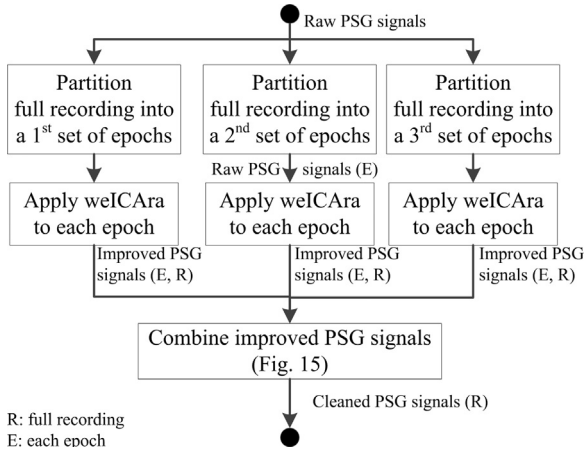 Raw PSG signals
Partition
full recording into
a 1st set of epochs
Partition
full recording into
a 2nd set of epochs
Partition
full recording into
a 3rd set of epochs
Raw PSG signals (E)
Apply weICAra
to each epoch
Apply weICAra
to each epoch
Apply weICAra
to each epoch
Improved PSG
signals (E, R)
Improved PSG
signals (E, R)
Improved PSG
signals (E, R)
Combine improved PSG signals
(Fig. 15)
Cleaned PSG signals (R)
R: full recording
E: each epoch